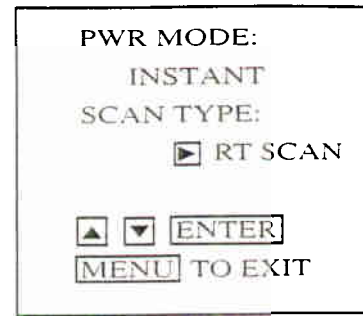 PWR MODE:
INSTANT
SCAN TYPE:
▶ RT SCAN
▲ ▼ ENTER
MENU TO EXIT